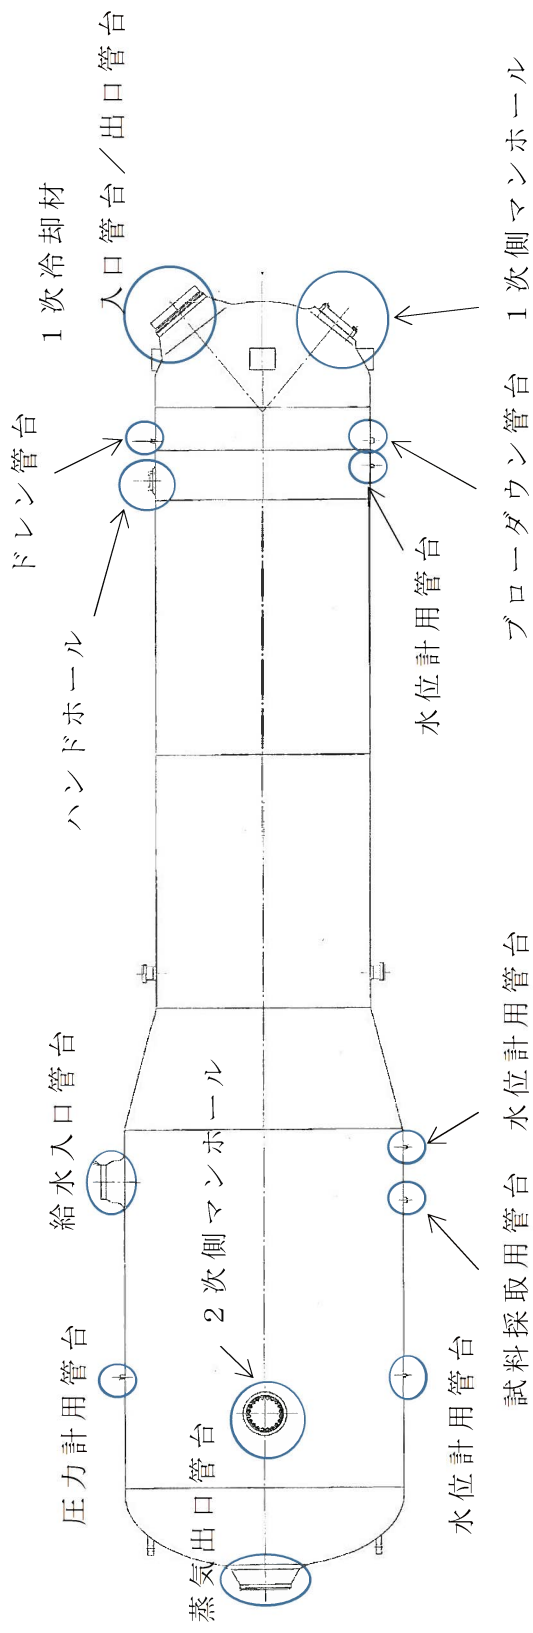 蒸気出口管台
圧力計用管台
給水入口管台
2次側マンホール
ハンドホール
ドレン管台
1次冷却材
入口管台／出口管台
水位計用管台
試料採取用管台
水位計用管台
水位計用管台
ブローダウン管台
1次側マンホール